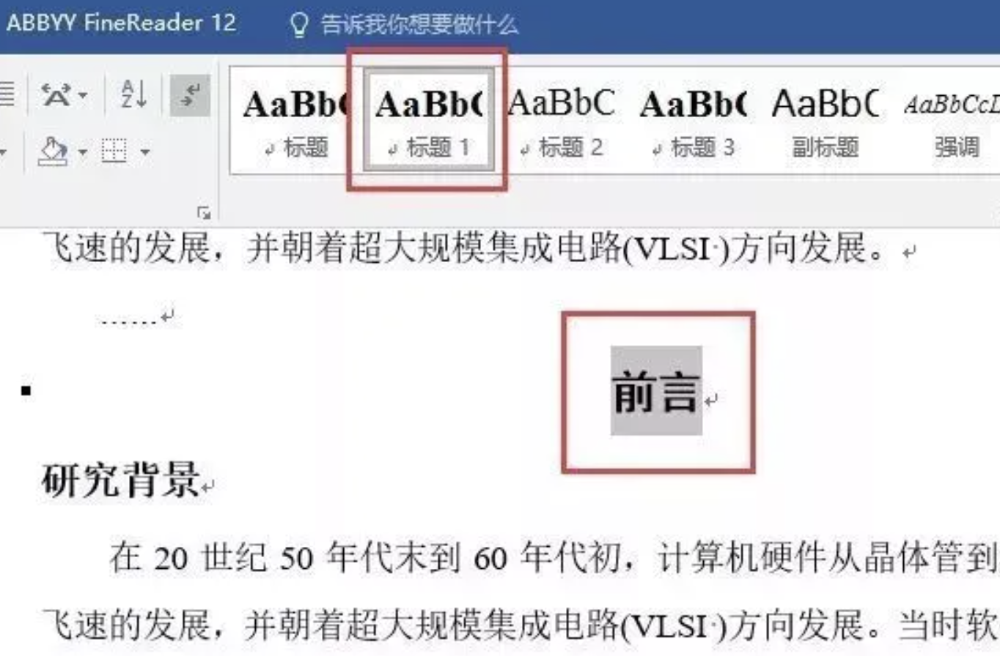 ABBYY FineReader 12 告诉我你想要做什么
AaBb( AaBb( AaBbC AaBb( AaBbC AaBbCcD
标题 标题 1 标题 2 标题 3 副标题 强调
飞速的发展，并朝着超大规模集成电路(VLSI·)方向发展。
......
前言
研究背景
在 20 世纪 50 年代末到 60 年代初，计算机硬件从晶体管到
飞速的发展，并朝着超大规模集成电路(VLSI·)方向发展。当时软